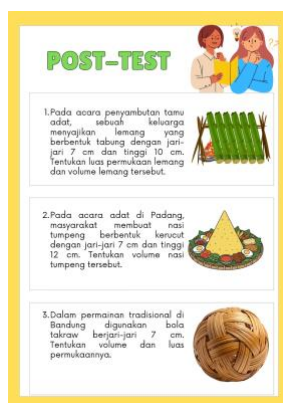 POST-TEST
1.Pada acara penyambutan tamu
adat, sebuah keluarga
menyajikan lemang yang
berbentuk tabung dengan jari-
jari 7 cm dan tinggi 10 cm.
Tentukan luas permukaan lemang
dan volume lemang tersebut.
2.Pada acara adat di Padang,
masyarakat membuat nasi
tumpeng berbentuk kerucut
dengan jari-jari 7 cm dan tinggi
12 cm. Tentukan volume nasi
tumpeng tersebut.
3.Dalam permainan tradisional di
Bandung digunakan bola
takraw berjari-jari 7 cm.
Tentukan volume dan luas
permukaannya.